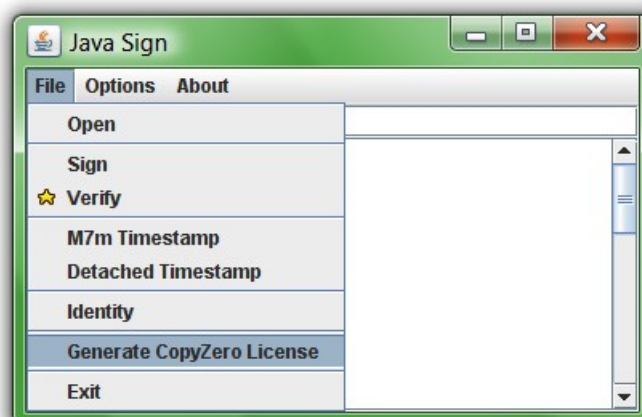 Java Sign
File Options About
Open
Sign
Verify
M7m Timestamp
Detached Timestamp
Identity
Generate CopyZero License
Exit